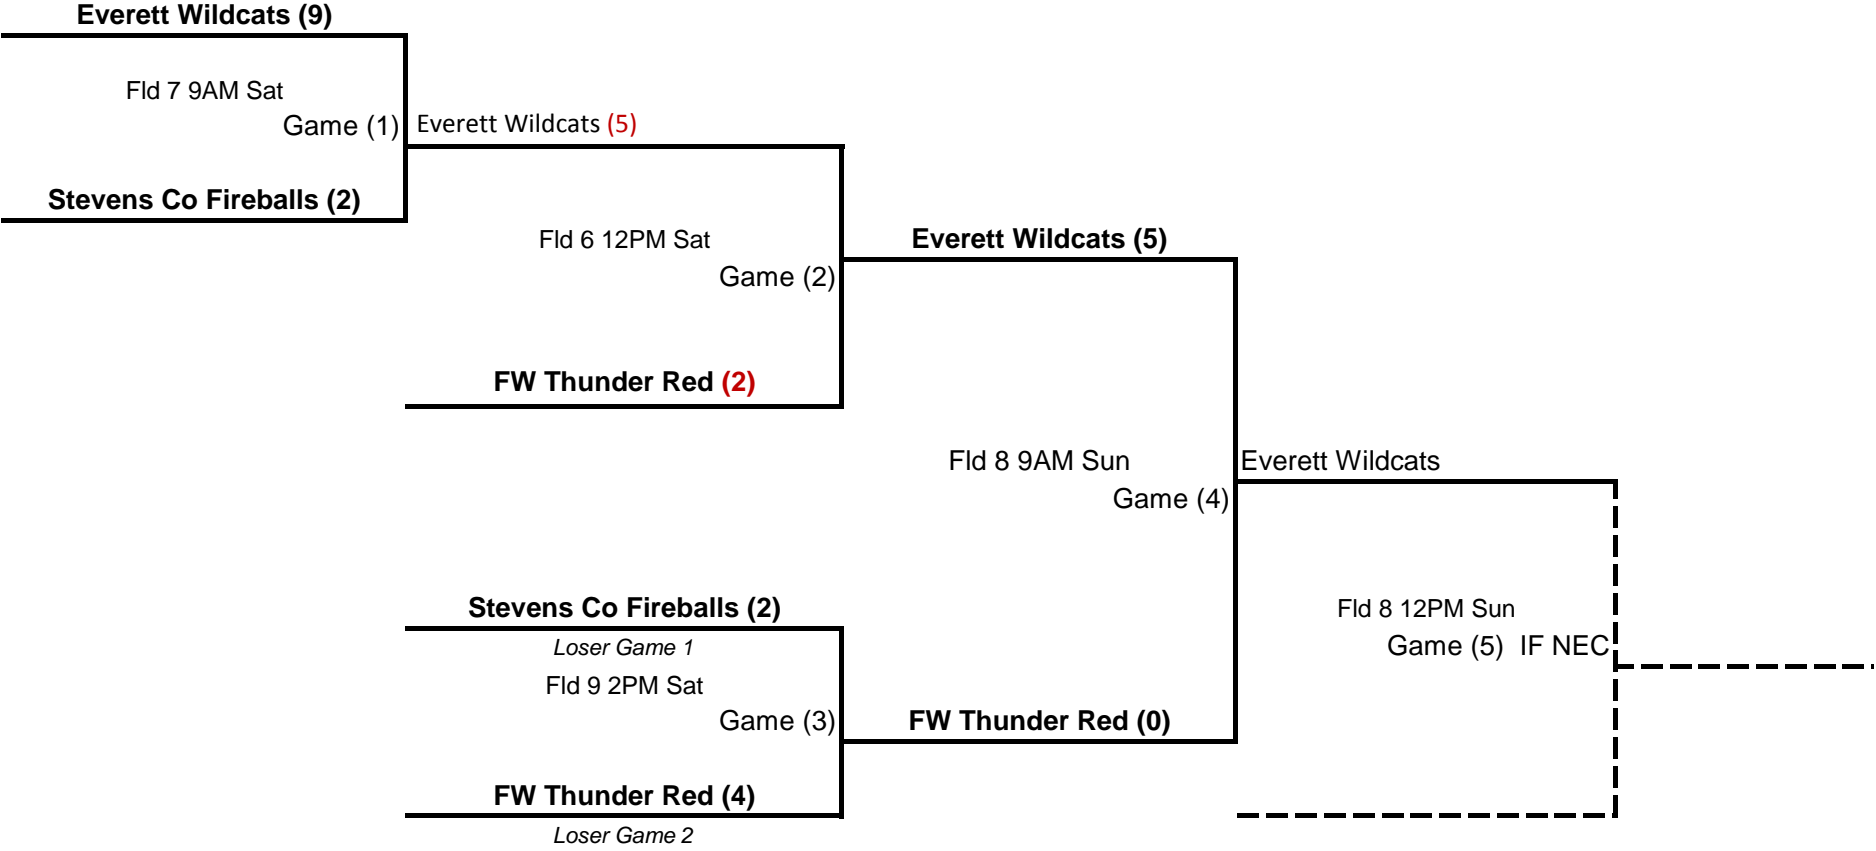 Everett Wildcats (9)
Fld 7 9AM Sat
Game (1)
Everett Wildcats (5)
Stevens Co Fireballs (2)
Fld 6 12PM Sat
Everett Wildcats (5)
Game (2)
FW Thunder Red (2)
Fld 8 9AM Sun
Everett Wildcats
Game (4)
Stevens Co Fireballs (2)
Fld 8 12PM Sun
Loser Game 1
Game (5) IF NEC
Fld 9 2PM Sat
Game (3)
FW Thunder Red (0)
FW Thunder Red (4)
Loser Game 2